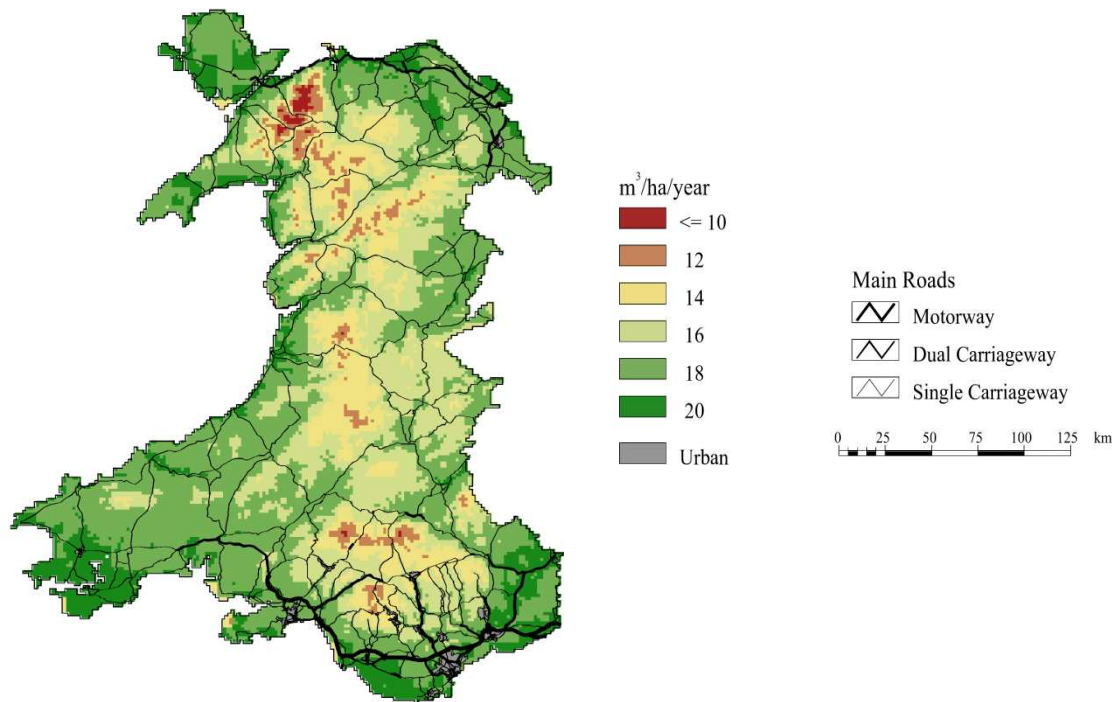 m³/ha/year
<= 10
12
14
16
18
20
Urban
Main Roads
Motorway
Dual Carriageway
Single Carriageway
0 25 50 75 100 125 km